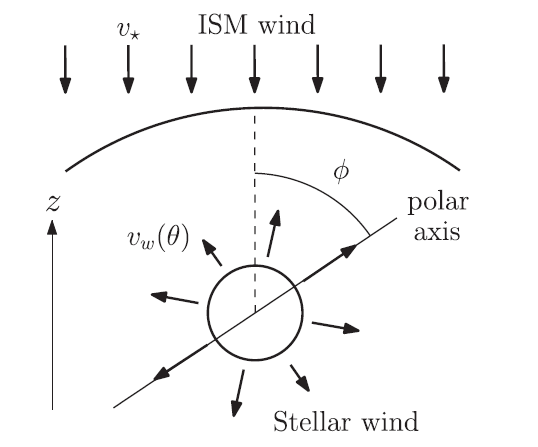 v⋆ ISM wind
ϕ
z
polar
axis
v_w(θ)
Stellar wind